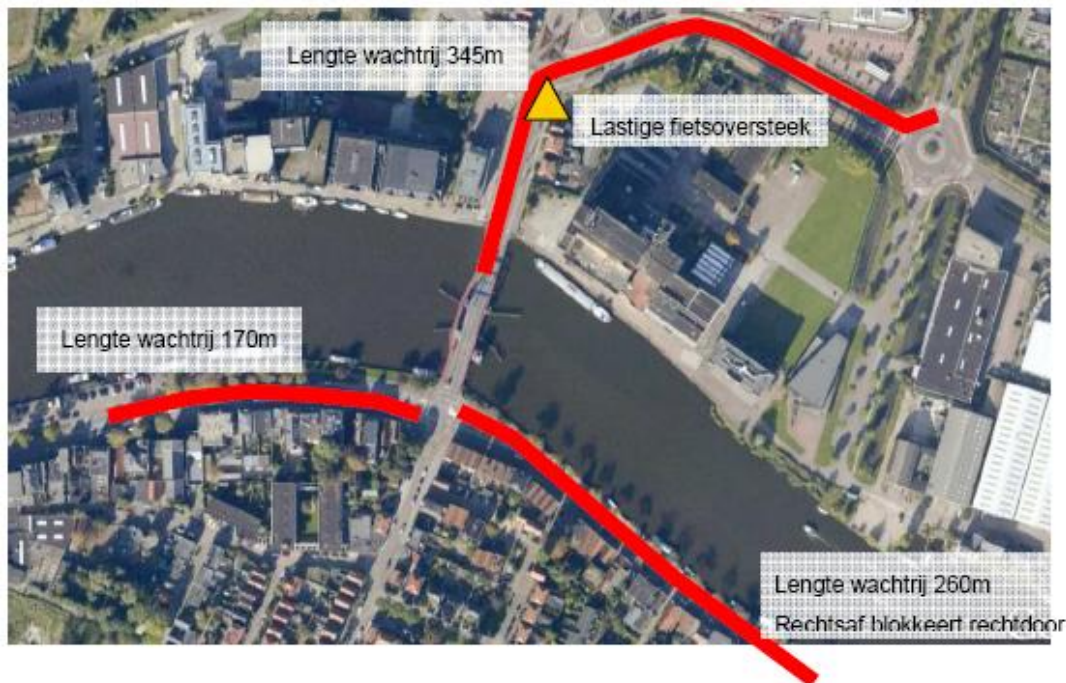 Lengte wachtrij 345m
Lastige fietsoversteek
Lengte wachtrij 170m
Lengte wachtrij 260m
Rechtsaf blokkeert rechtdoor